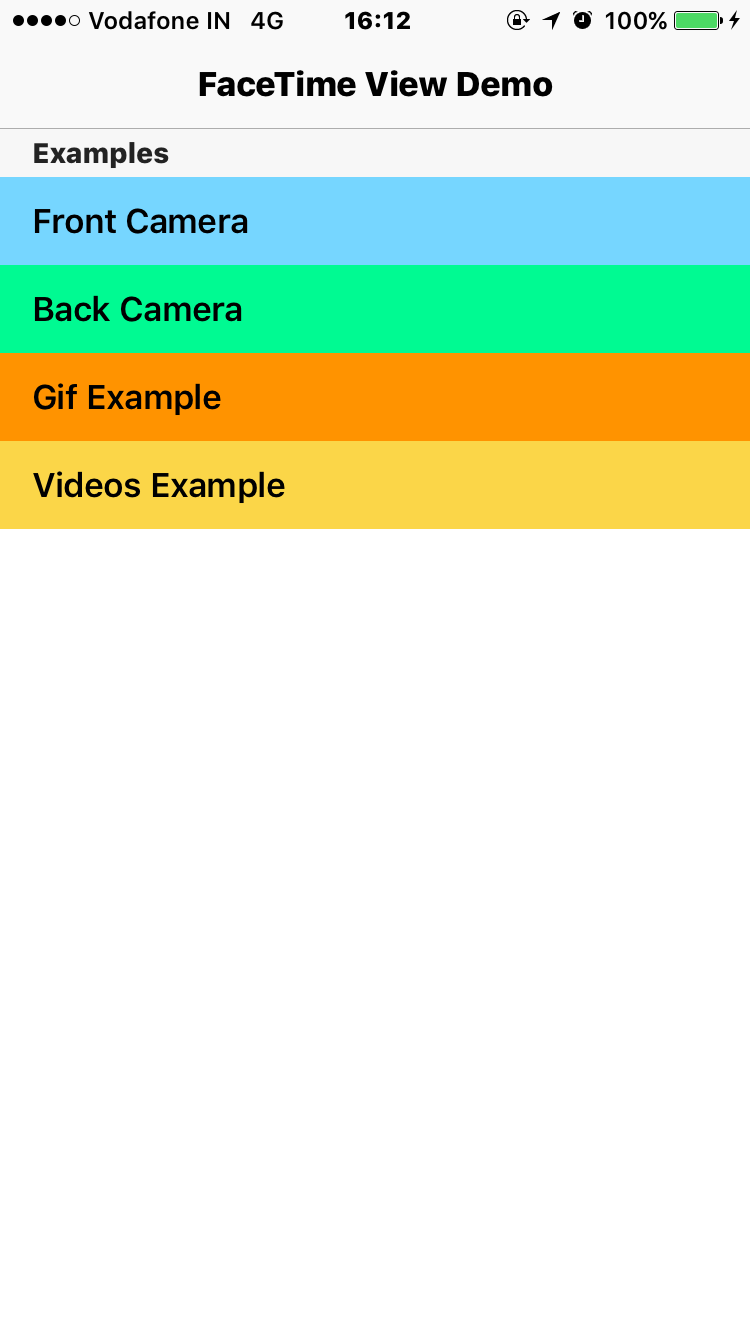 Vodafone IN 4G 16:12 100%
FaceTime View Demo
Examples
Front Camera
Back Camera
Gif Example
Videos Example